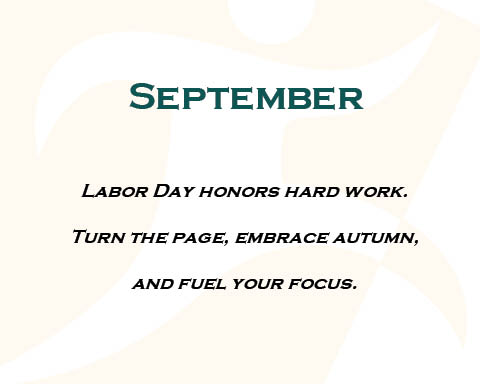 September
Labor Day honors hard work.
Turn the page, embrace autumn,
and fuel your focus.